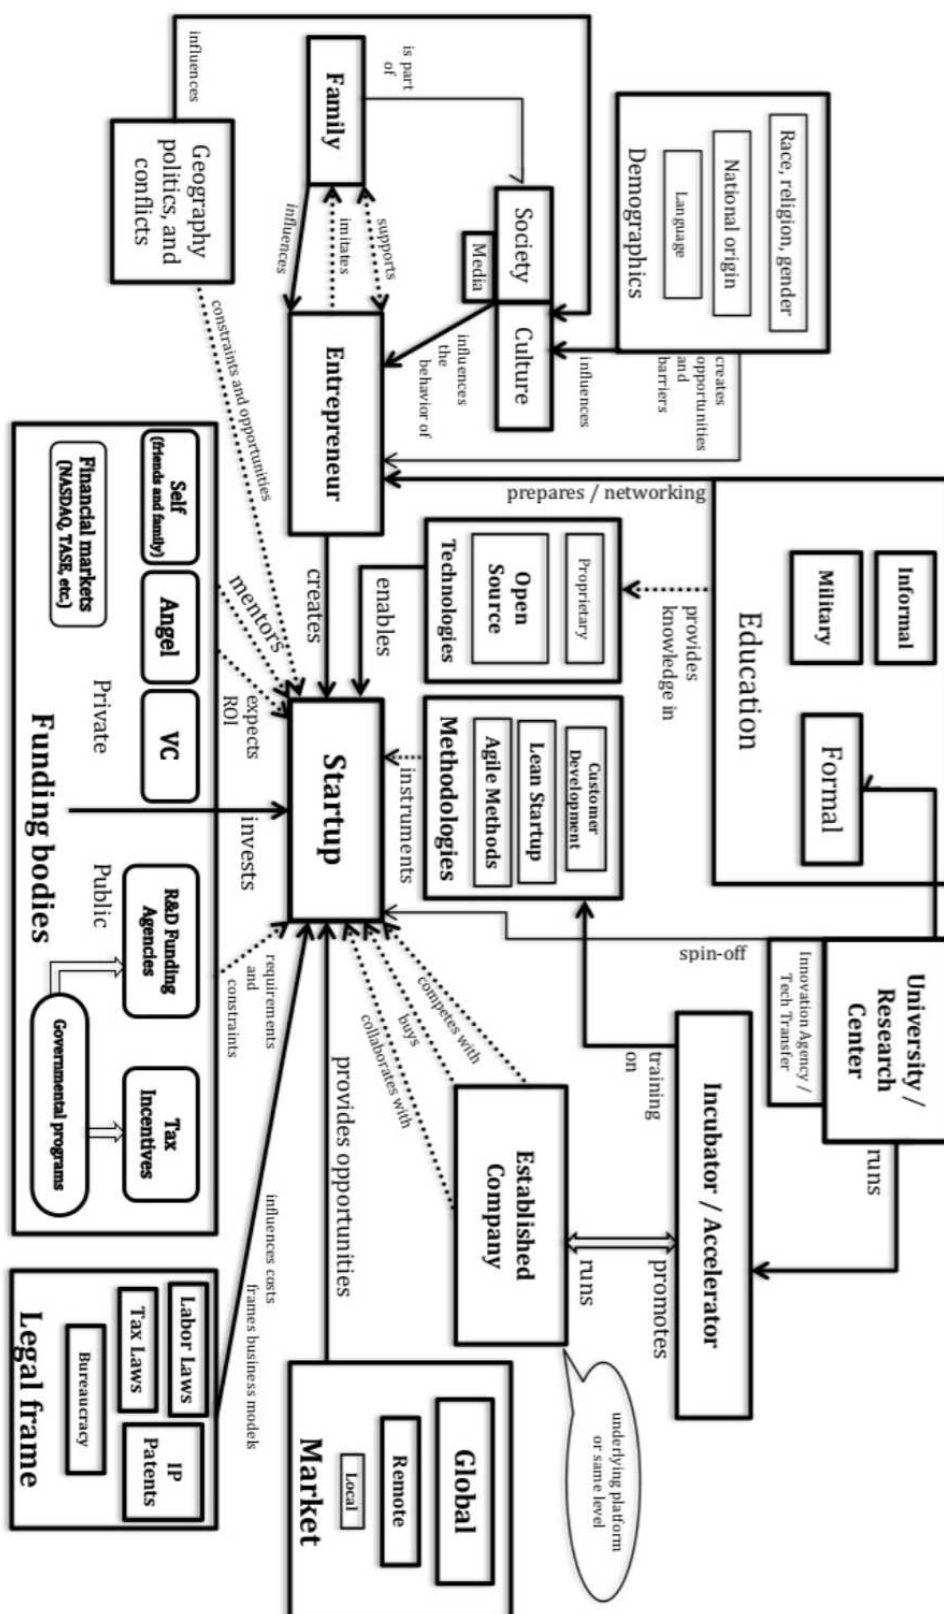 Race, religion, gender
National origin
Language
Demographics
influences
creates
opportunities
and
barriers
is part
of
Society
Culture
Media
influences
the
behavior of
Family
supports
imitates
influences
Entrepreneur
influences
Geography
politics, and
conflicts
constraints and opportunities
creates
Informal
Military
Formal
Education
prepares / networking
provides
knowledge in
Proprietary
Open
Source
Technologies
enables
Customer
Development
Lean Startup
Agile Methods
Methodologies
instruments
Startup
University /
Research
Center
Innovation Agency /
Tech Transfer
spin-off
runs
Incubator / Accelerator
training
on
promotes
runs
Established
Company
competes with
buys
collaborates with
underlying platform
or same level
Global
Remote
Local
Market
provides opportunities
mentors
expects
ROI
invests
requirements
and
constraints
Self
(friends and family)
Angel
VC
Financial markets
(NASDAQ, TASE, etc.)
Private
Public
R&D Funding
Agencies
Tax
Incentives
Governmental programs
Funding bodies
influences costs
frames business models
Labor Laws
Tax Laws
IP
Patents
Bureaucracy
Legal frame